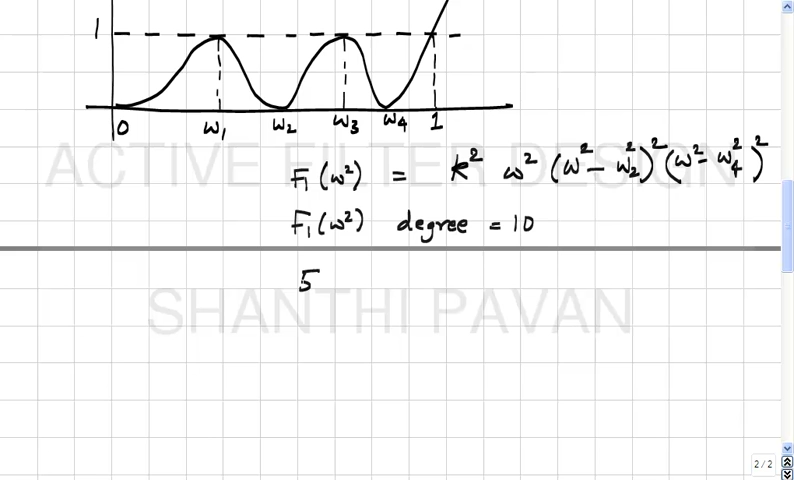 1
0 ω₁ ω₂ ω₃ ω₄ 1
F₁(ω²) = k² ω² (ω² - ω₂²)² (ω² - ω₄²)²
ACTIVE FILTER DESIGN
F₁(ω²) degree = 10
5
SHANTHI PAVAN
2 / 2